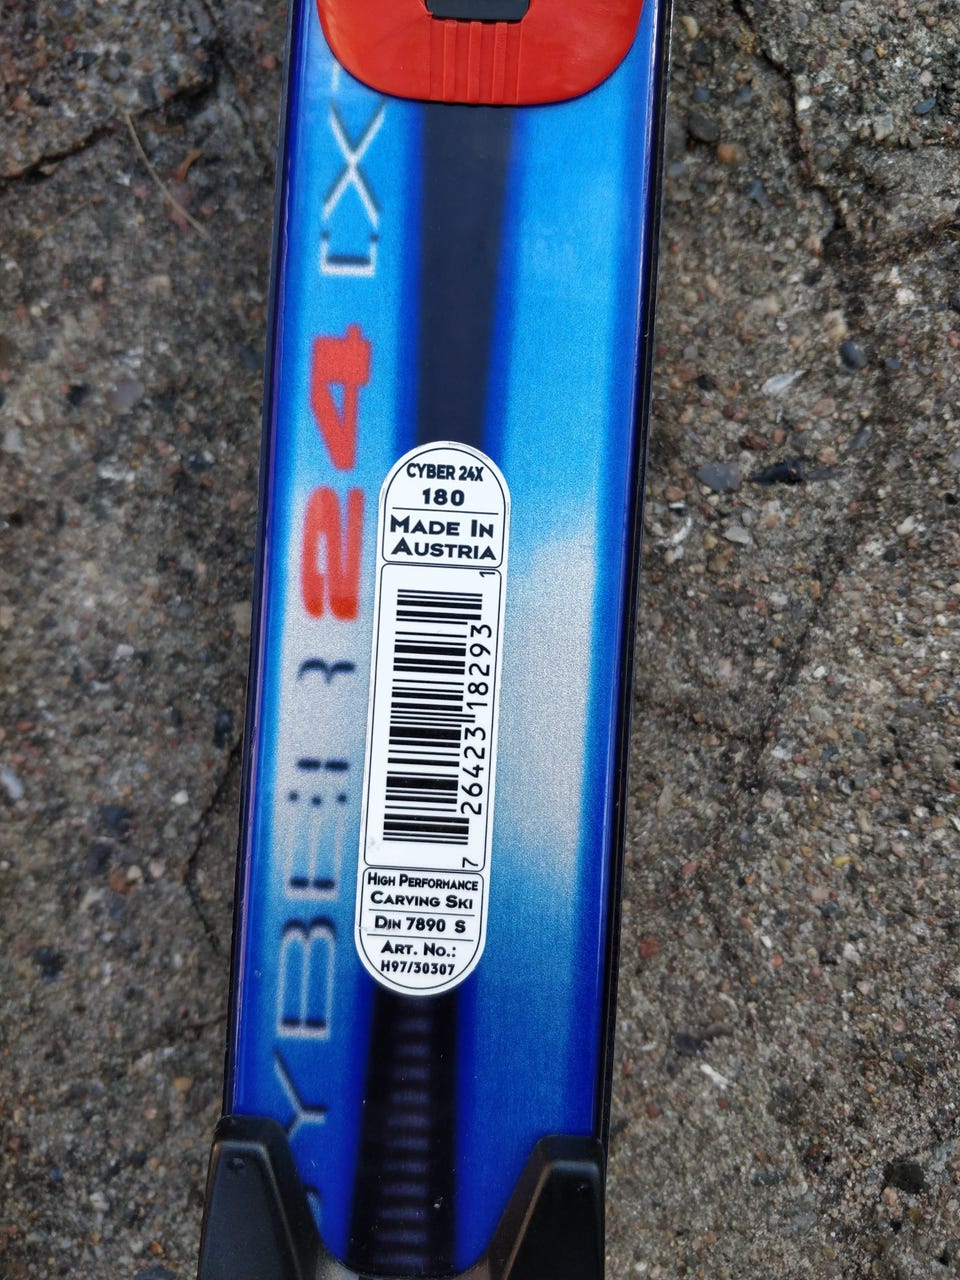 CYBER 24 [X]
CYBER 24X
180
MADE IN
AUSTRIA
7 26423 18293 1
HIGH PERFORMANCE
CARVING SKI
DIN 7890 S
ART. NO.:
H97/30307